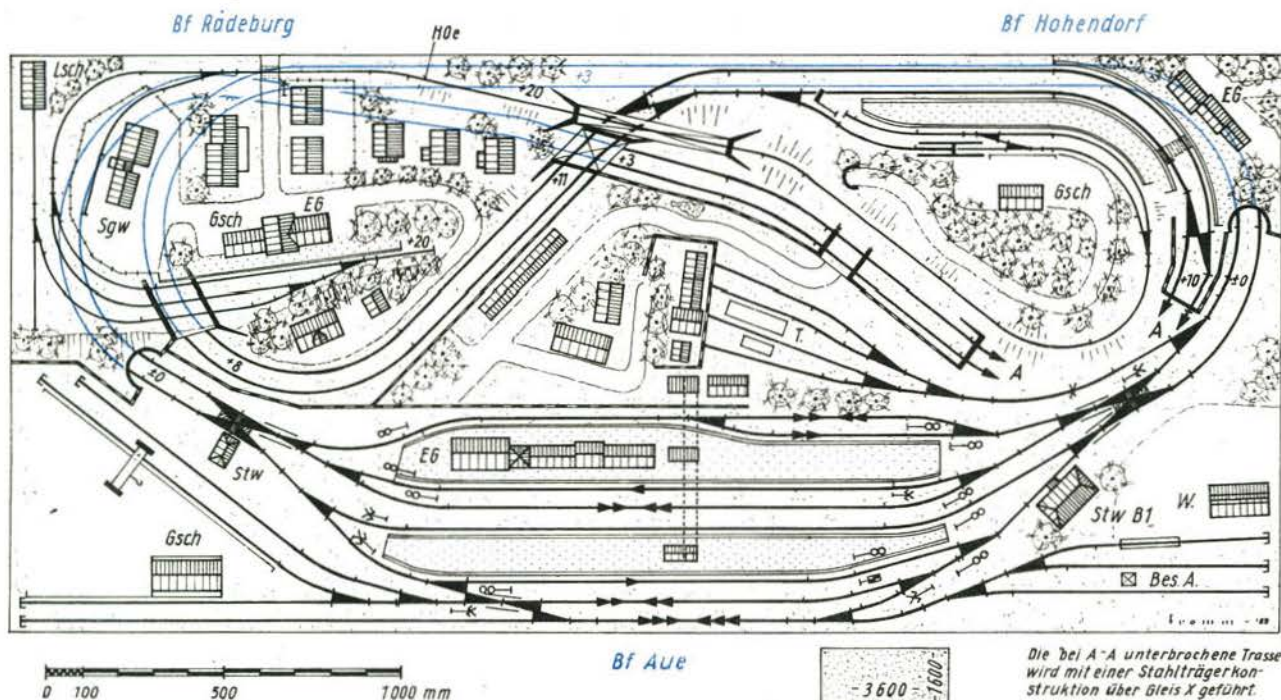 Bf Radeburg
Bf Hohendorf
H0e
Lsch
+3
+20
EG
+3
+11
Sgw
Gsch
EG
+20
Gsch
+10
±0
A
T.
A
+8
±0
Stw
EG
Stw B1
W.
Gsch
Bes. A.
Bf Aue
0 100 500 1000 mm
3600
1600
Die bei A-A unterbrochene Trasse
wird mit einer Stahlträgerkon-
struktion über Gleis X geführt.